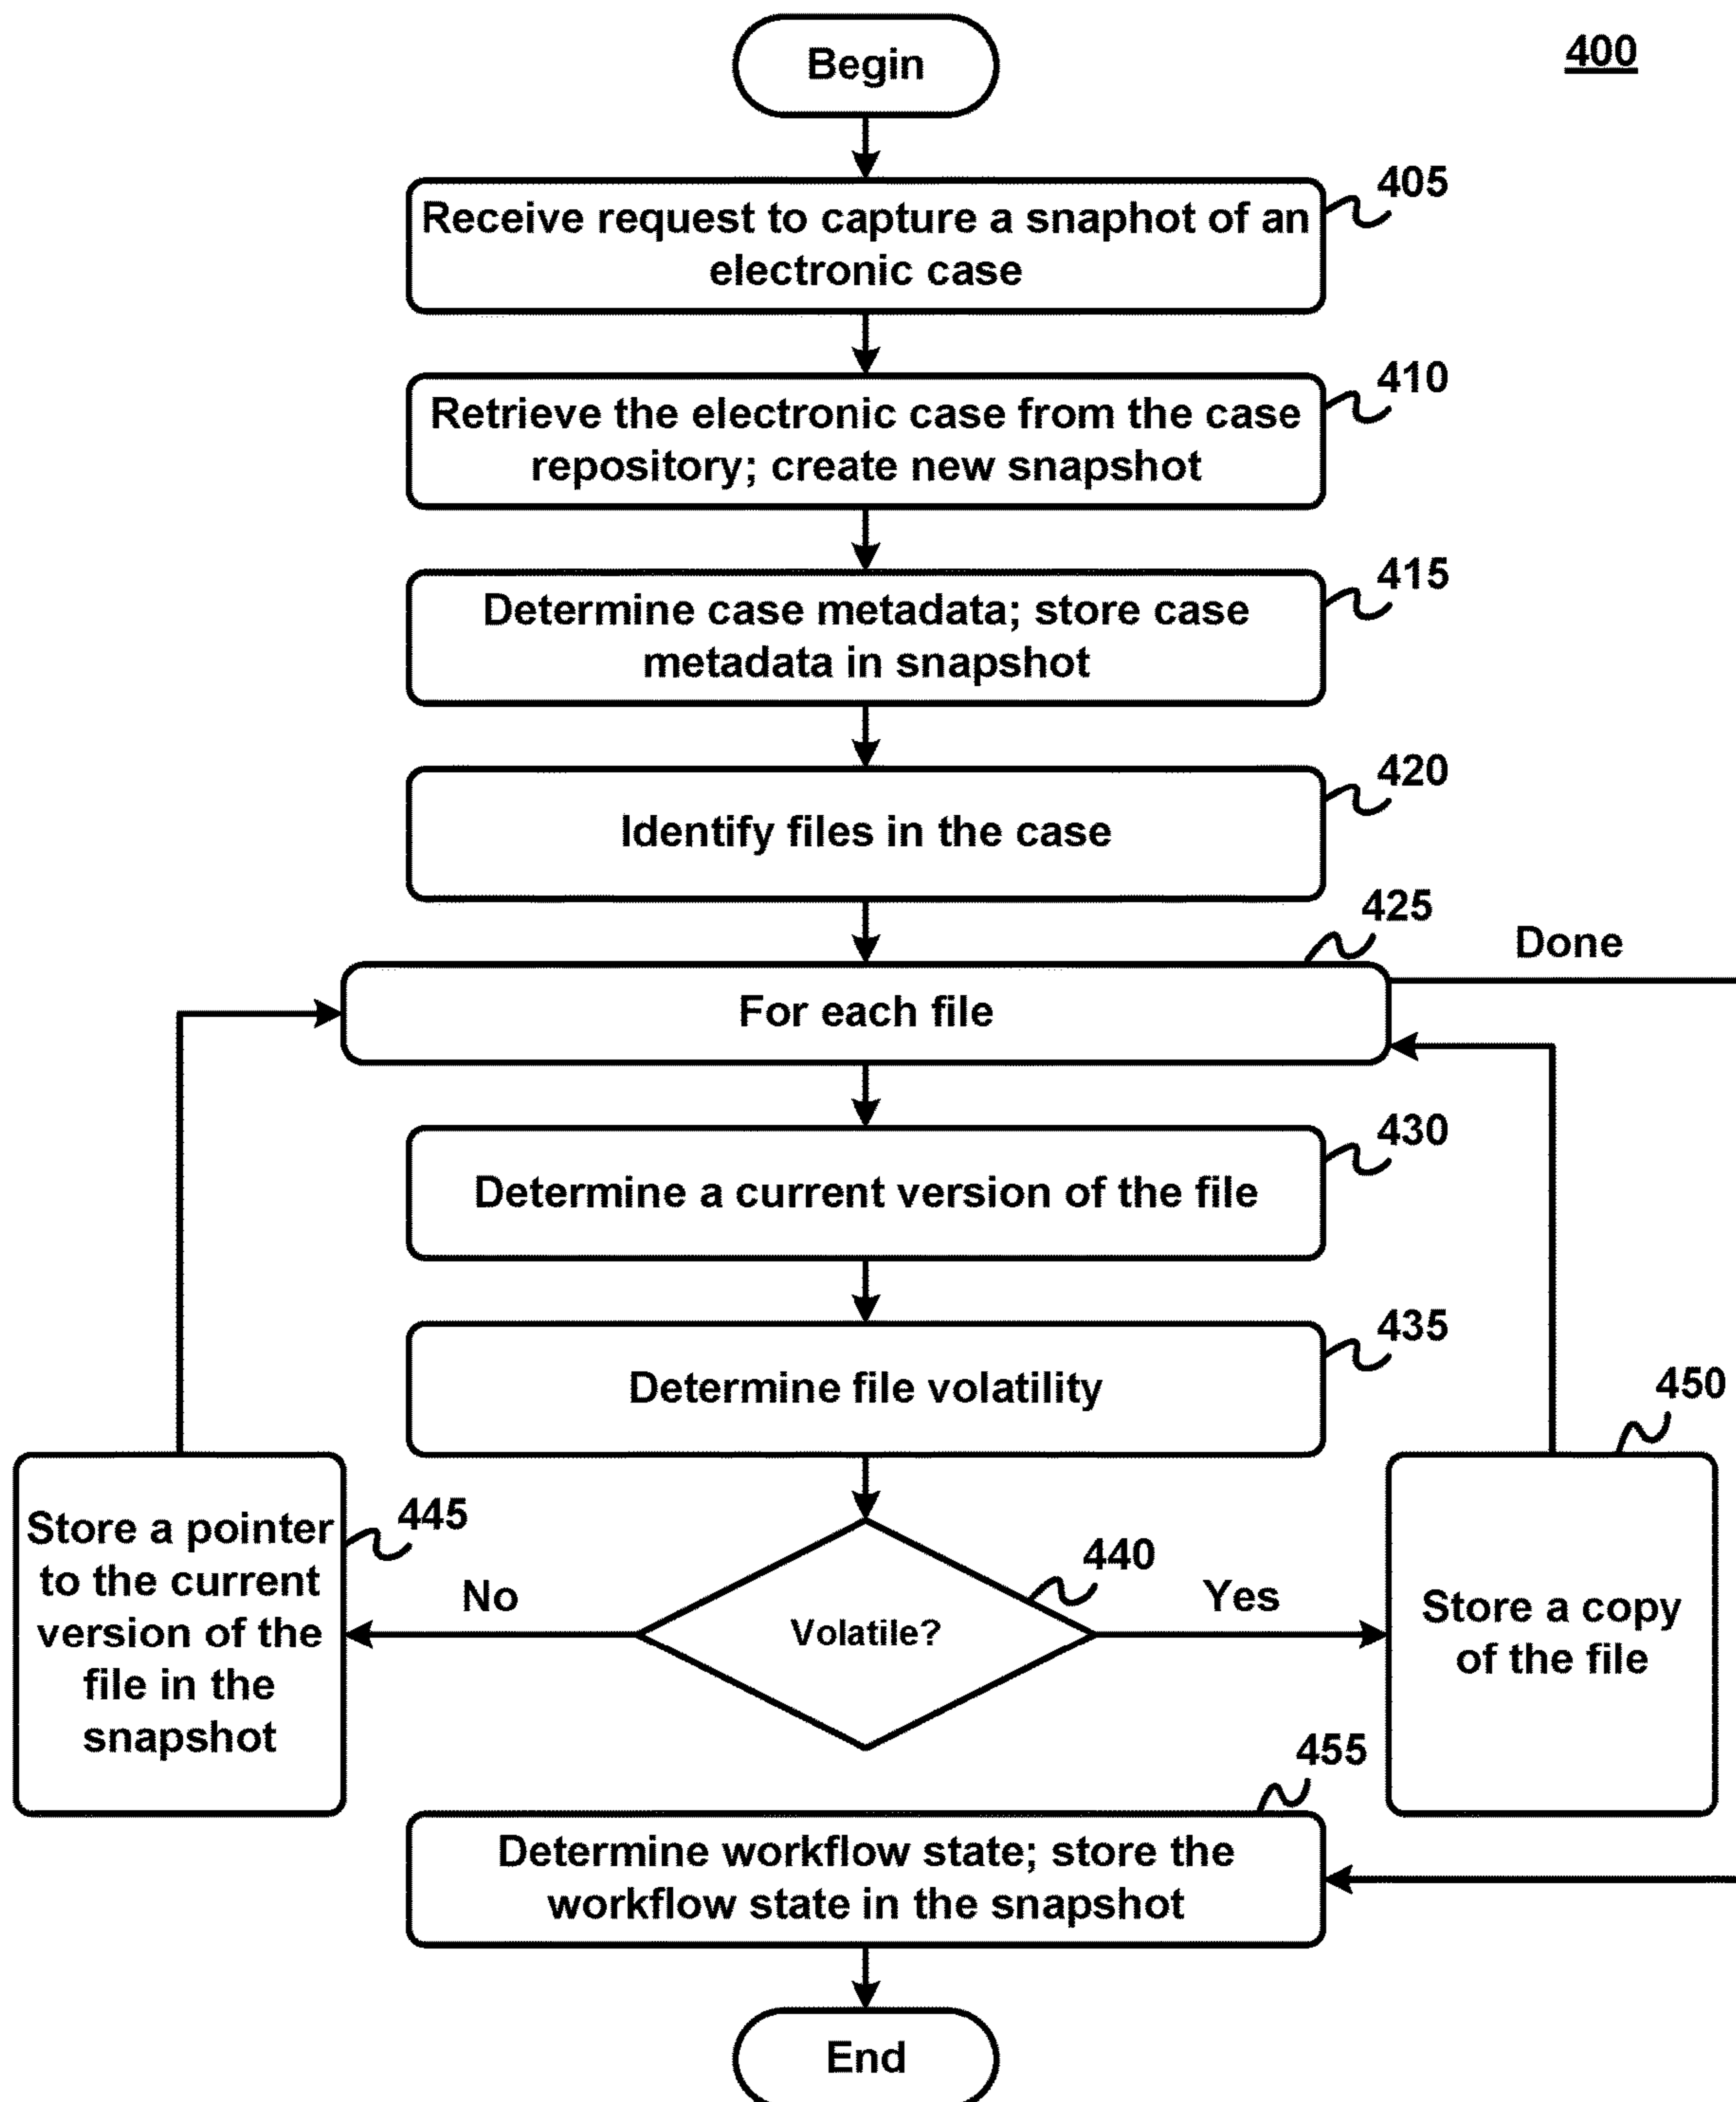 Begin
400
405
Receive request to capture a snaphot of an
electronic case
410
Retrieve the electronic case from the case
repository; create new snapshot
415
Determine case metadata; store case
metadata in snapshot
420
Identify files in the case
425
Done
For each file
430
Determine a current version of the file
435
Determine file volatility
450
445
Store a pointer
to the current
version of the
file in the
snapshot
No
440
Volatile?
Yes
Store a copy
of the file
455
Determine workflow state; store the
workflow state in the snapshot
End